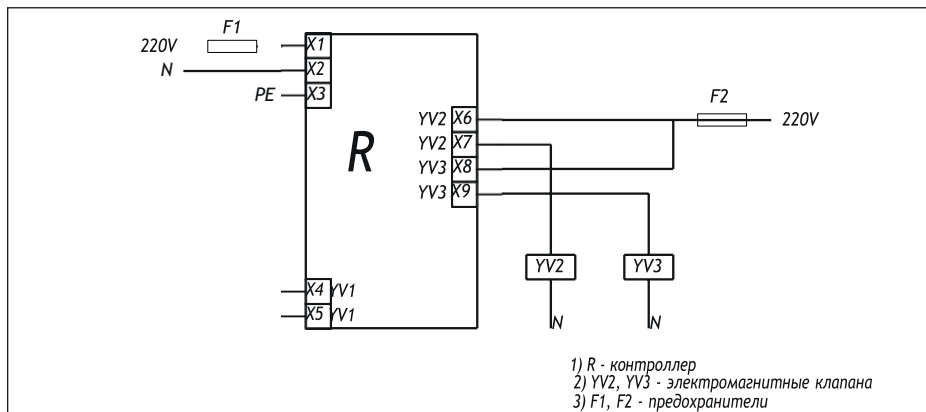 F1
220V
X1
N
X2
PE
X3
R
YV2
X6
F2
220V
YV2
X7
YV3
X8
YV3
X9
YV2
YV3
X4
YV1
X5
YV1
N
N
1) R - контроллер
2) YV2, YV3 - электромагнитные клапана
3) F1, F2 - предохранители